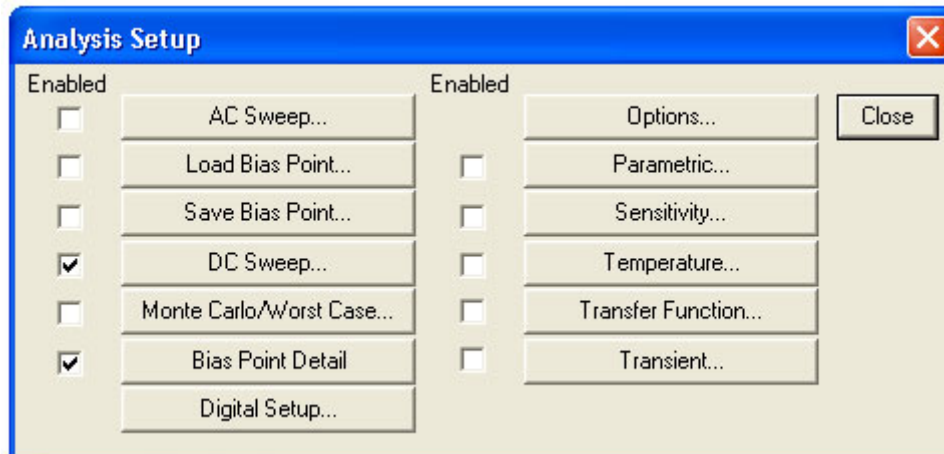 Analysis Setup
Enabled
AC Sweep...
Load Bias Point...
Save Bias Point...
DC Sweep...
Monte Carlo/Worst Case...
Bias Point Detail
Digital Setup...
Enabled
Options...
Parametric...
Sensitivity...
Temperature...
Transfer Function...
Transient...
Close